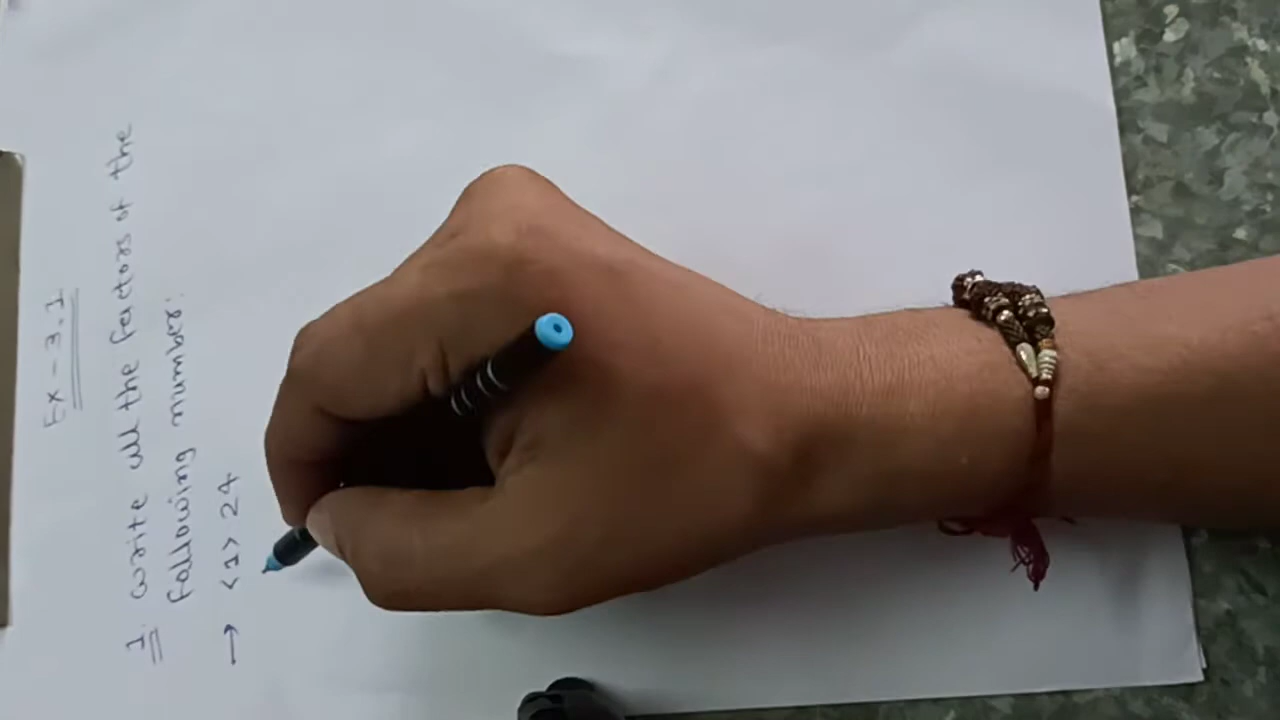 Ex - 3.1
1. write all the factors of the
following number:
→ <1> 24